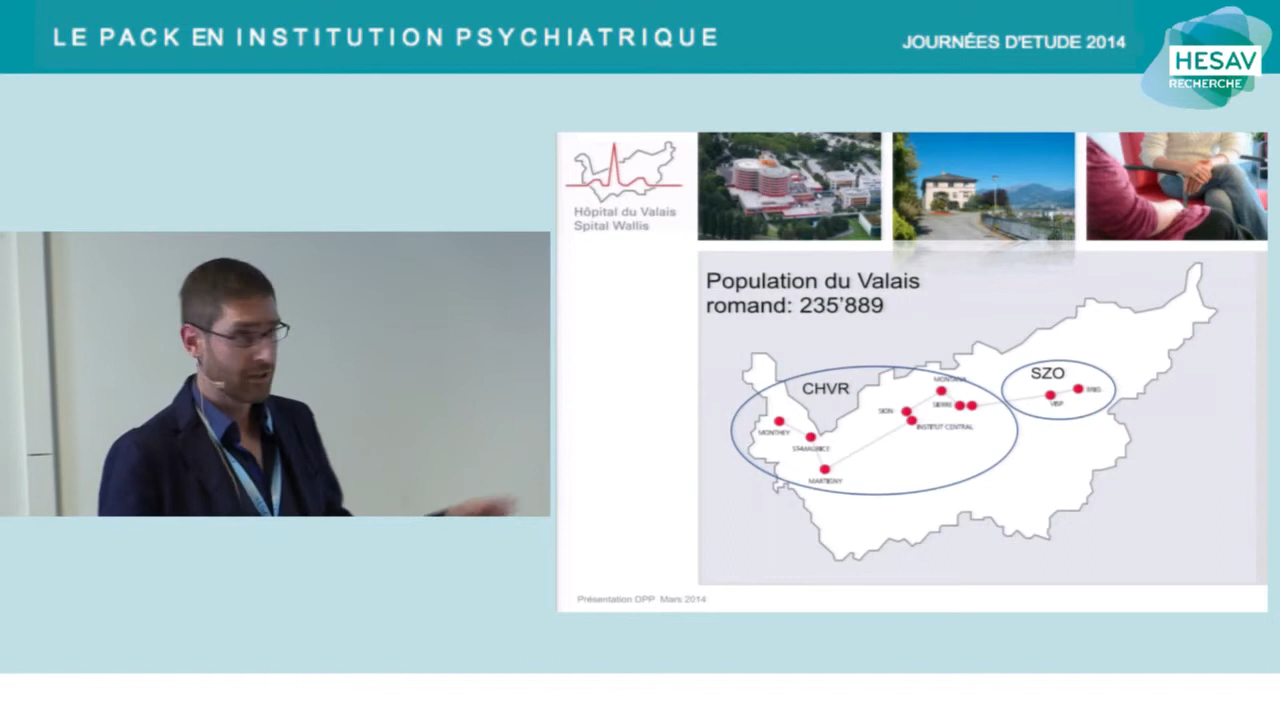 LE PACK EN INSTITUTION PSYCHIATRIQUE
JOURNÉES D'ETUDE 2014
HESAV
RECHERCHE
Hôpital du Valais
Spital Wallis
Population du Valais
romand: 235'889
CHVR
SZO
MONTANA
BRIG
VISP
SION
SIERRE
INSTITUT CENTRAL
MONTHEY
ST-MAURICE
MARTIGNY
Présentation DPP Mars 2014